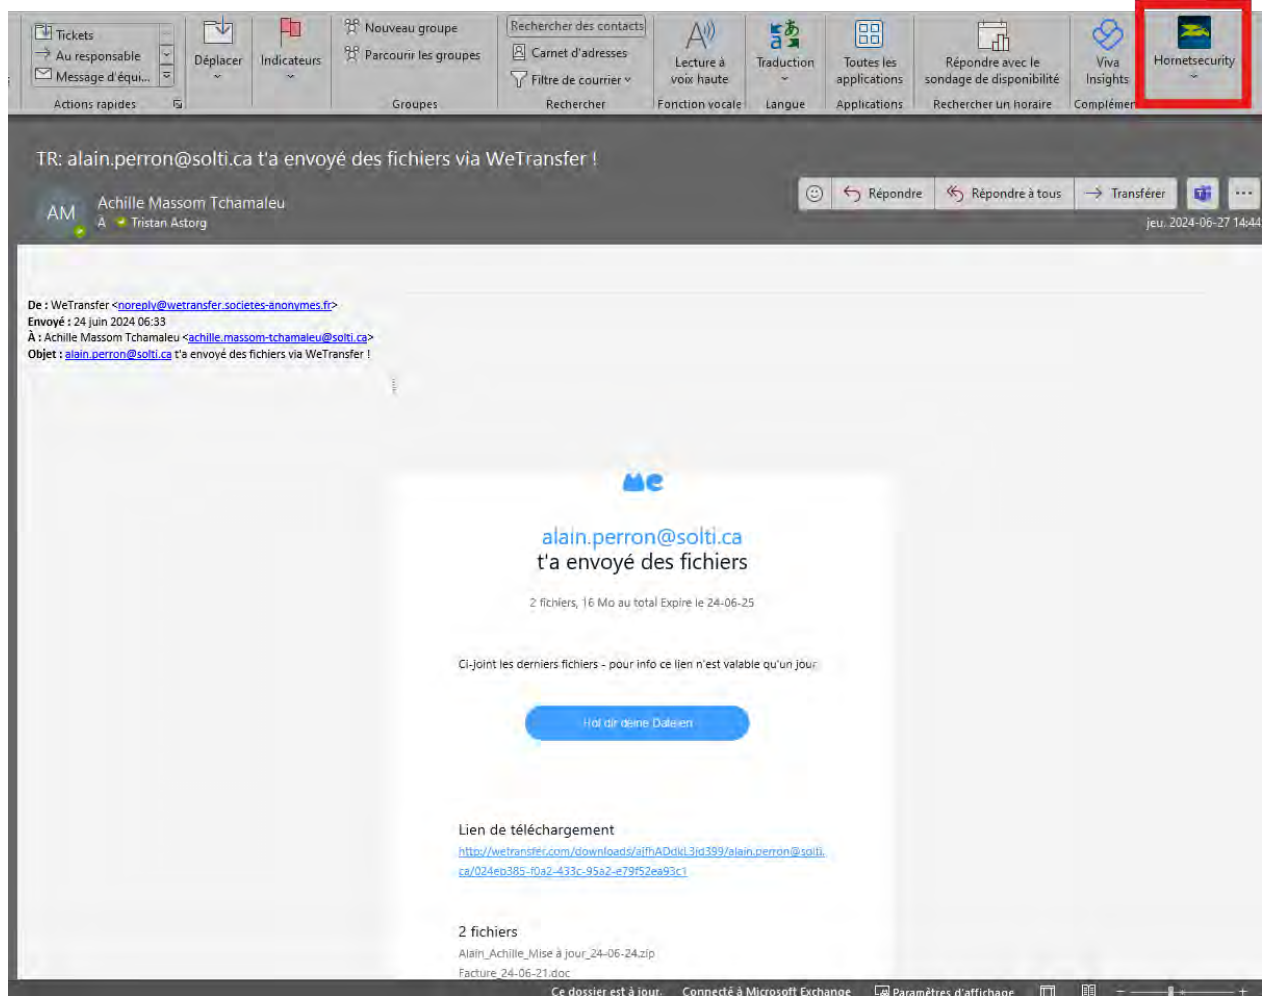 Tickets
Au responsable
Message d'équi...
Actions rapides
Déplacer
Indicateurs
Nouveau groupe
Parcourir les groupes
Groupes
Rechercher des contacts
Carnet d'adresses
Filtre de courrier
Rechercher
Lecture à
voix haute
Fonction vocale
Traduction
Langue
Toutes les
applications
Applications
Répondre avec le
sondage de disponibilité
Rechercher un horaire
Viva
Insights
Complémen
Hornetsecurity
TR: alain.perron@solti.ca t'a envoyé des fichiers via WeTransfer !
AM
Achille Massom Tchamaleu
À Tristan Astorg
Répondre
Répondre à tous
Transférer
jeu. 2024-06-27 14:44
De : WeTransfer <noreply@wetransfer.societes-anonymes.fr>
Envoyé : 24 juin 2024 06:33
À : Achille Massom Tchamaleu <achille.massom-tchamaleu@solti.ca>
Objet : alain.perron@solti.ca t'a envoyé des fichiers via WeTransfer !
we
alain.perron@solti.ca
t'a envoyé des fichiers
2 fichiers, 16 Mo au total Expire le 24-06-25
Ci-joint les derniers fichiers - pour info ce lien n'est valable qu'un jour
Hol dir deine Dateien
Lien de téléchargement
alain.perron@solti.
2 fichiers
Alain_Achille_Mise à jour_24-06-24.zip
Facture_24-06-21.doc
Ce dossier est à jour.
Connecté à Microsoft Exchange
Paramètres d'affichage